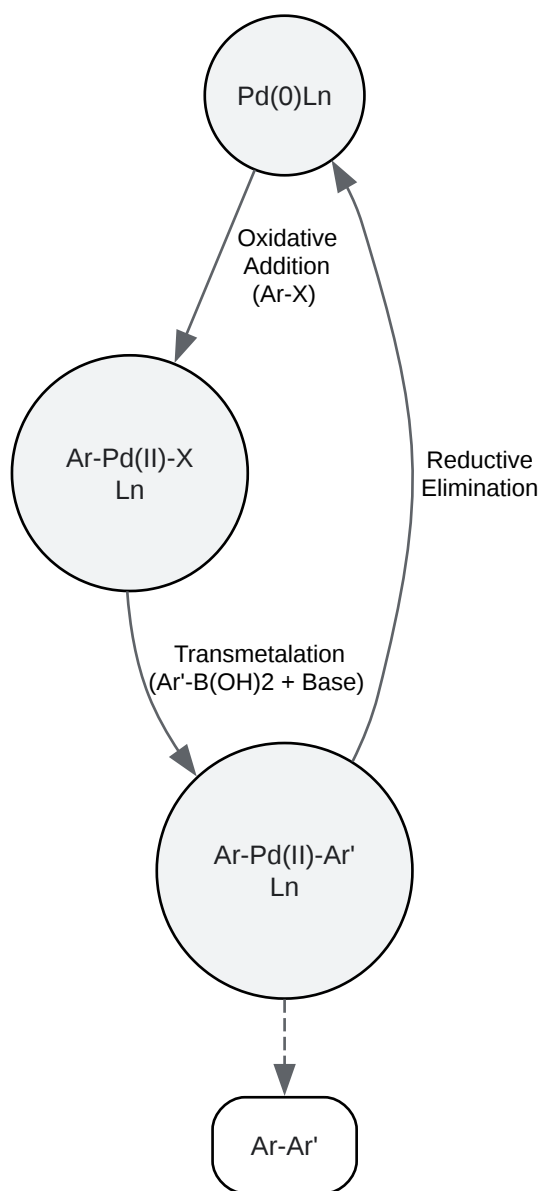 Pd(0)Ln
Oxidative
Addition
(Ar-X)
Ar-Pd(II)-X
Ln
Reductive
Elimination
Transmetalation
(Ar'-B(OH)2 + Base)
Ar-Pd(II)-Ar'
Ln
Ar-Ar'